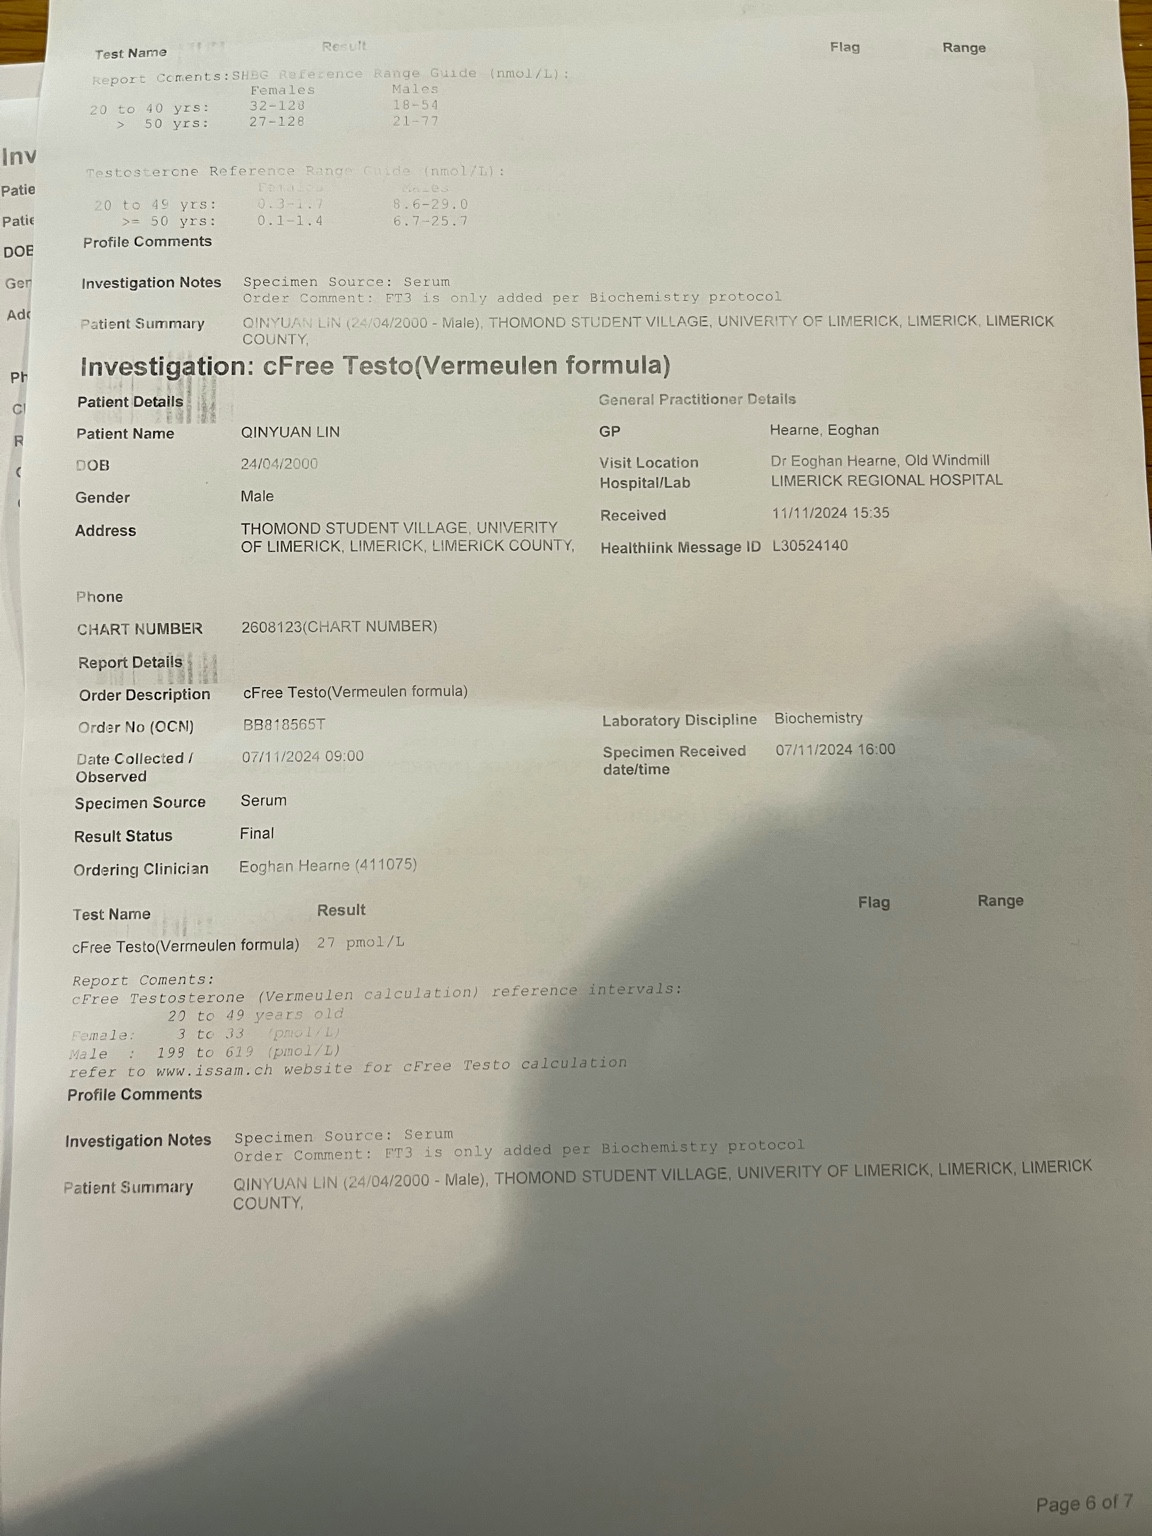 Test Name Result Flag Range
Report Coments:SHBG Reference Range Guide (nmol/L):
Females Males
20 to 40 yrs: 32-128 18-54
> 50 yrs: 27-128 21-77
Testosterone Reference Range Guide (nmol/L):
Females Males
20 to 49 yrs: 0.3-1.7 8.6-29.0
>= 50 yrs: 0.1-1.4 6.7-25.7
Profile Comments
Investigation Notes Specimen Source: Serum
Order Comment: FT3 is only added per Biochemistry protocol
Patient Summary QINYUAN LIN (24/04/2000 - Male), THOMOND STUDENT VILLAGE, UNIVERITY OF LIMERICK, LIMERICK, LIMERICK
COUNTY,
Investigation: cFree Testo(Vermeulen formula)
Patient Details General Practitioner Details
Patient Name QINYUAN LIN GP Hearne, Eoghan
DOB 24/04/2000 Visit Location Dr Eoghan Hearne, Old Windmill
Hospital/Lab LIMERICK REGIONAL HOSPITAL
Gender Male
Received 11/11/2024 15:35
Address THOMOND STUDENT VILLAGE, UNIVERITY
OF LIMERICK, LIMERICK, LIMERICK COUNTY,
Healthlink Message ID L30524140
Phone
CHART NUMBER 2608123(CHART NUMBER)
Report Details
Order Description cFree Testo(Vermeulen formula)
Order No (OCN) BB818565T Laboratory Discipline Biochemistry
Date Collected / 07/11/2024 09:00 Specimen Received 07/11/2024 16:00
Observed date/time
Specimen Source Serum
Result Status Final
Ordering Clinician Eoghan Hearne (411075)
Test Name Result Flag Range
cFree Testo(Vermeulen formula) 27 pmol/L
Report Coments:
cFree Testosterone (Vermeulen calculation) reference intervals:
20 to 49 years old
Female: 3 to 33 (pmol/L)
Male : 198 to 619 (pmol/L)
refer to www.issam.ch website for cFree Testo calculation
Profile Comments
Investigation Notes Specimen Source: Serum
Order Comment: FT3 is only added per Biochemistry protocol
Patient Summary QINYUAN LIN (24/04/2000 - Male), THOMOND STUDENT VILLAGE, UNIVERITY OF LIMERICK, LIMERICK, LIMERICK
COUNTY,
Page 6 of 7